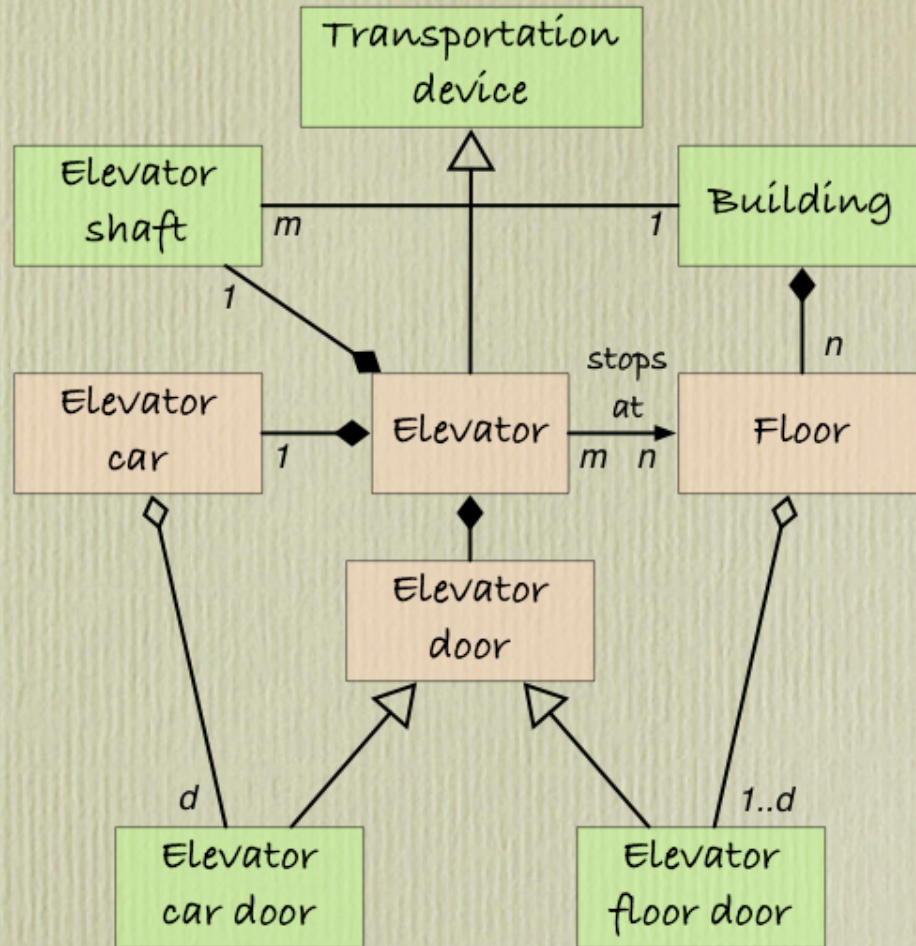 Transportation
device
Elevator
shaft
m
1
Building
1
n
stops
at
Elevator
car
1
Elevator
m n
Floor
Elevator
door
d
1..d
Elevator
car door
Elevator
floor door